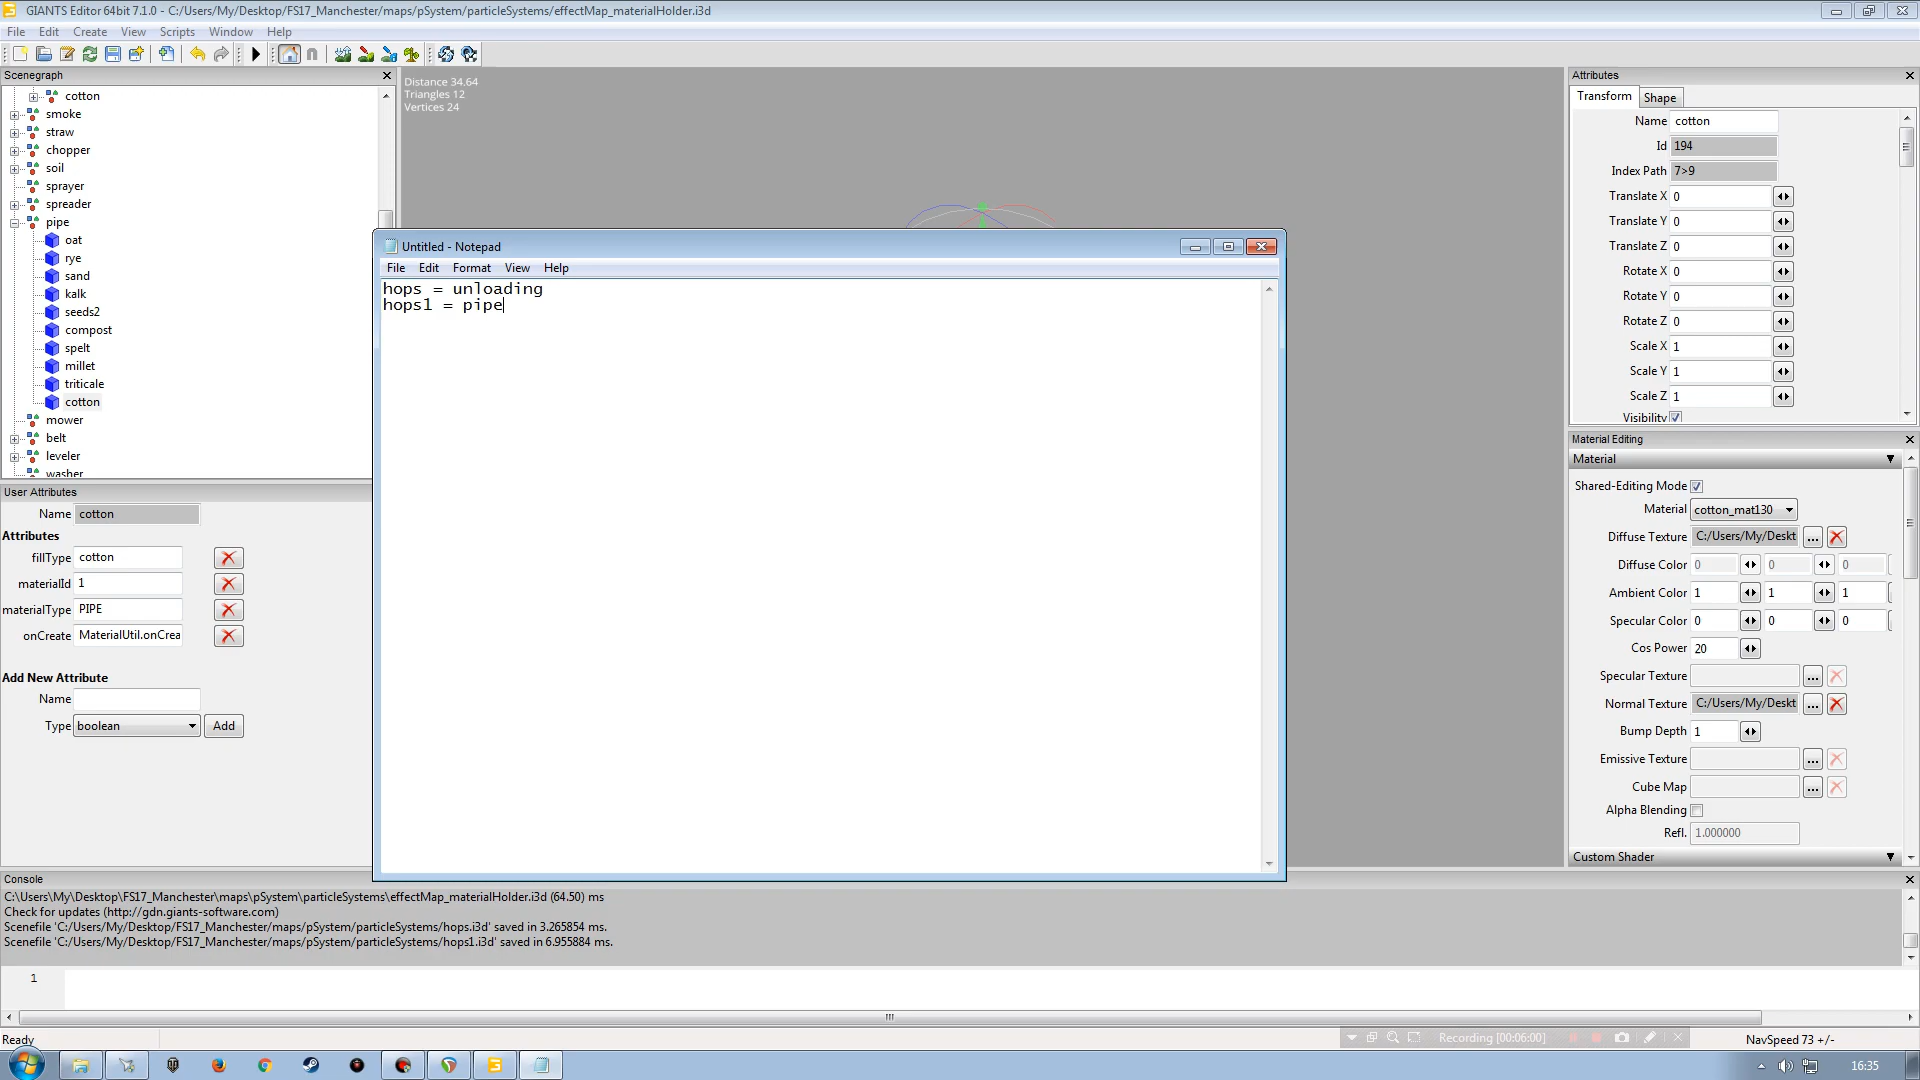 GIANTS Editor 64bit 7.1.0 - C:/Users/My/Desktop/FS17_Manchester/maps/pSystem/particleSystems/effectMap_materialHolder.i3d
File Edit Create View Scripts Window Help
Scenegraph
cotton
smoke
straw
chopper
soil
sprayer
spreader
pipe
oat
rye
sand
kalk
seeds2
compost
spelt
millet
triticale
cotton
mower
belt
leveler
washer
User Attributes
Name cotton
Attributes
fillType cotton
materialId 1
materialType PIPE
onCreate MaterialUtil.onCrea
Add New Attribute
Name
Type boolean Add
Distance 34.64
Triangles 12
Vertices 24
Untitled - Notepad
File Edit Format View Help
hops = unloading
hops1 = pipe
Attributes
Transform Shape
Name cotton
Id 194
Index Path 7>9
Translate X 0
Translate Y 0
Translate Z 0
Rotate X 0
Rotate Y 0
Rotate Z 0
Scale X 1
Scale Y 1
Scale Z 1
Visibility
Material Editing
Material
Shared-Editing Mode
Material cotton_mat130
Diffuse Texture C:/Users/My/Deskt ...
Diffuse Color 0 0 0
Ambient Color 1 1 1
Specular Color 0 0 0
Cos Power 20
Specular Texture ...
Normal Texture C:/Users/My/Deskt ...
Bump Depth 1
Emissive Texture ...
Cube Map ...
Alpha Blending
Refl. 1.000000
Custom Shader
Console
C:\Users\My\Desktop\FS17_Manchester\maps\pSystem\particleSystems\effectMap_materialHolder.i3d (64.50) ms
Check for updates (http://gdn.giants-software.com)
Scenefile 'C:/Users/My/Desktop/FS17_Manchester/maps/pSystem/particleSystems/hops.i3d' saved in 3.265854 ms.
Scenefile 'C:/Users/My/Desktop/FS17_Manchester/maps/pSystem/particleSystems/hops1.i3d' saved in 6.955884 ms.
1
Ready
Recording [00:06:00]
NavSpeed 73 +/-
16:35